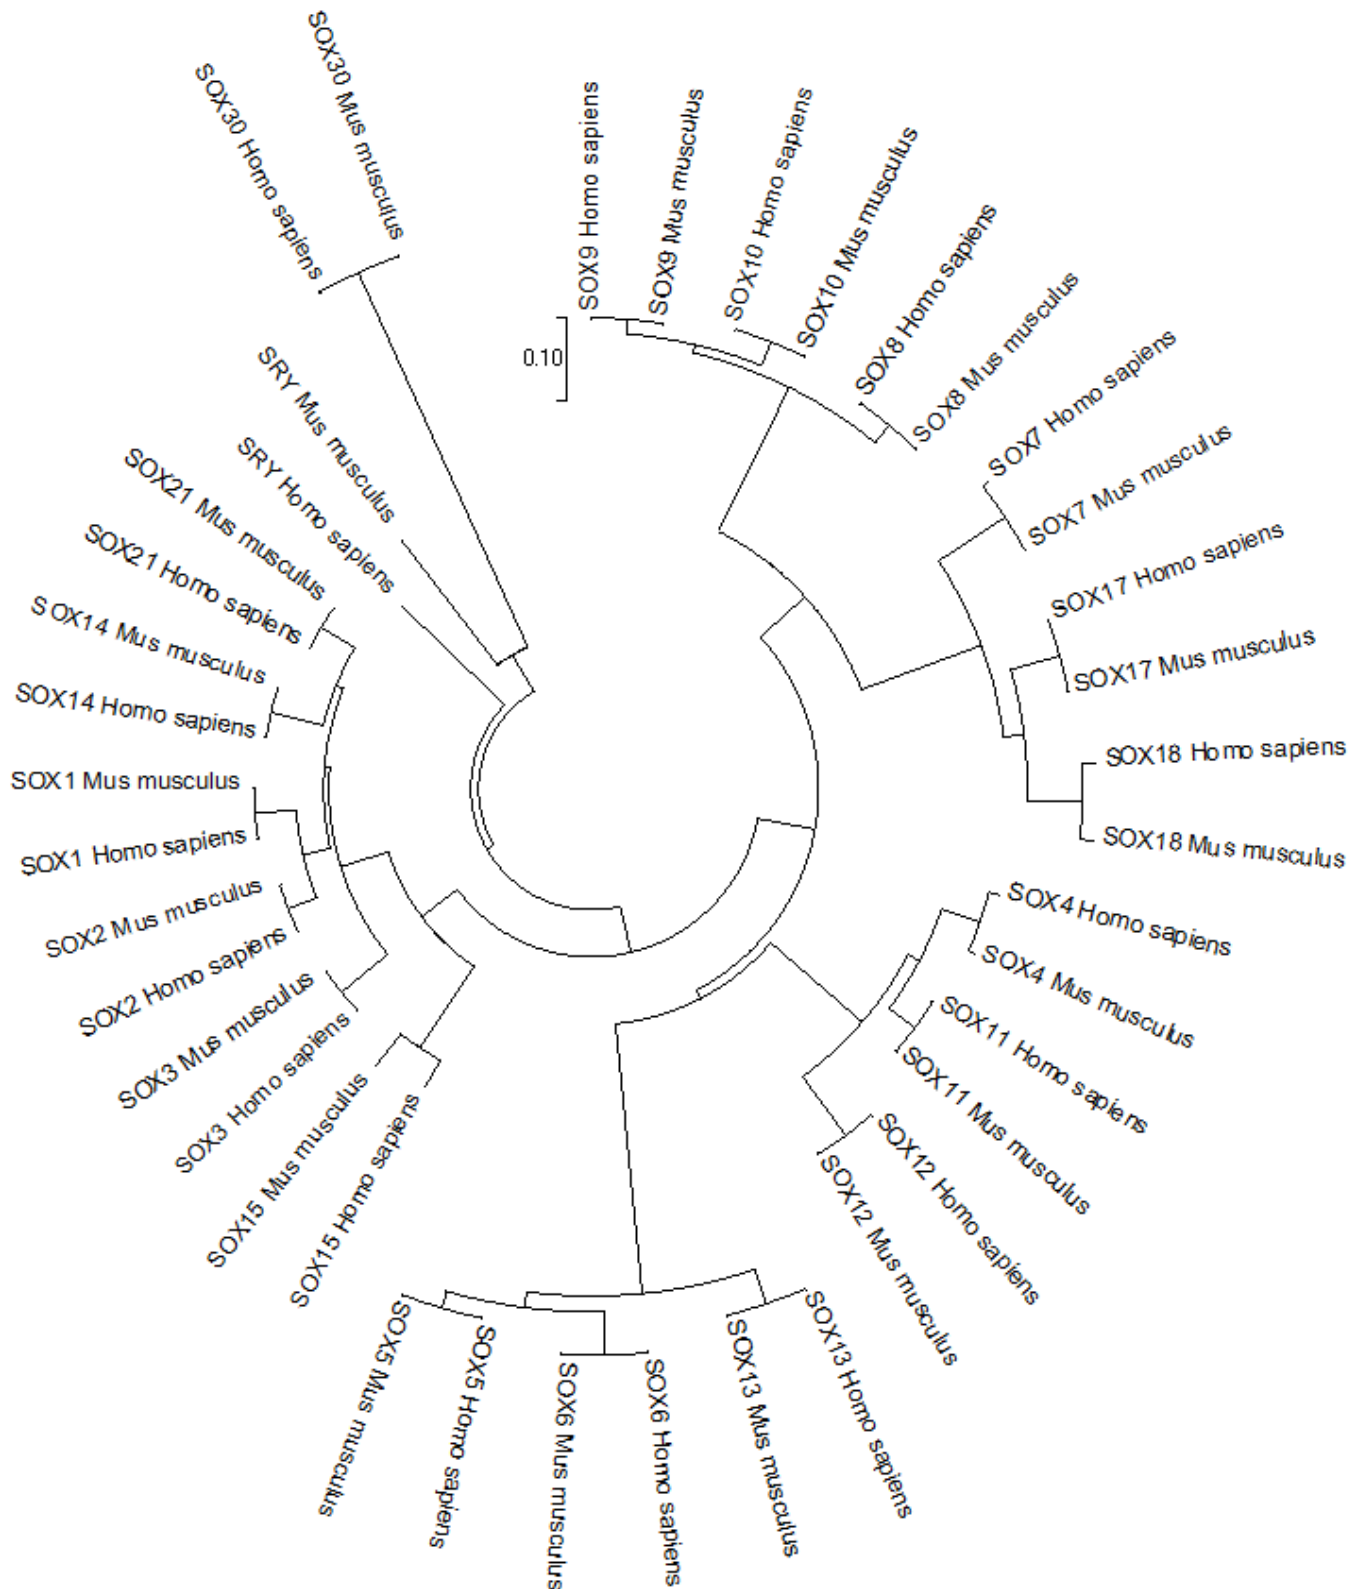 SOX30 Mus musculus
SOX30 Homo sapiens
SOX9 Homo sapiens
SOX9 Mus musculus
SOX10 Homo sapiens
SOX10 Mus musculus
SOX8 Homo sapiens
SOX8 Mus musculus
SOX7 Homo sapiens
SOX7 Mus musculus
SOX17 Homo sapiens
SOX17 Mus musculus
SOX18 Homo sapiens
SOX18 Mus musculus
SOX4 Homo sapiens
SOX4 Mus musculus
SOX11 Homo sapiens
SOX11 Mus musculus
SOX12 Homo sapiens
SOX12 Mus musculus
SOX13 Homo sapiens
SOX13 Mus musculus
SOX6 Homo sapiens
SOX6 Mus musculus
SOX5 Homo sapiens
SOX5 Mus musculus
SOX15 Homo sapiens
SOX15 Mus musculus
SOX3 Homo sapiens
SOX3 Mus musculus
SOX2 Homo sapiens
SOX2 Mus musculus
SOX1 Homo sapiens
SOX1 Mus musculus
SOX14 Homo sapiens
SOX14 Mus musculus
SOX21 Homo sapiens
SOX21 Mus musculus
SRY Homo sapiens
SRY Mus musculus
0.10